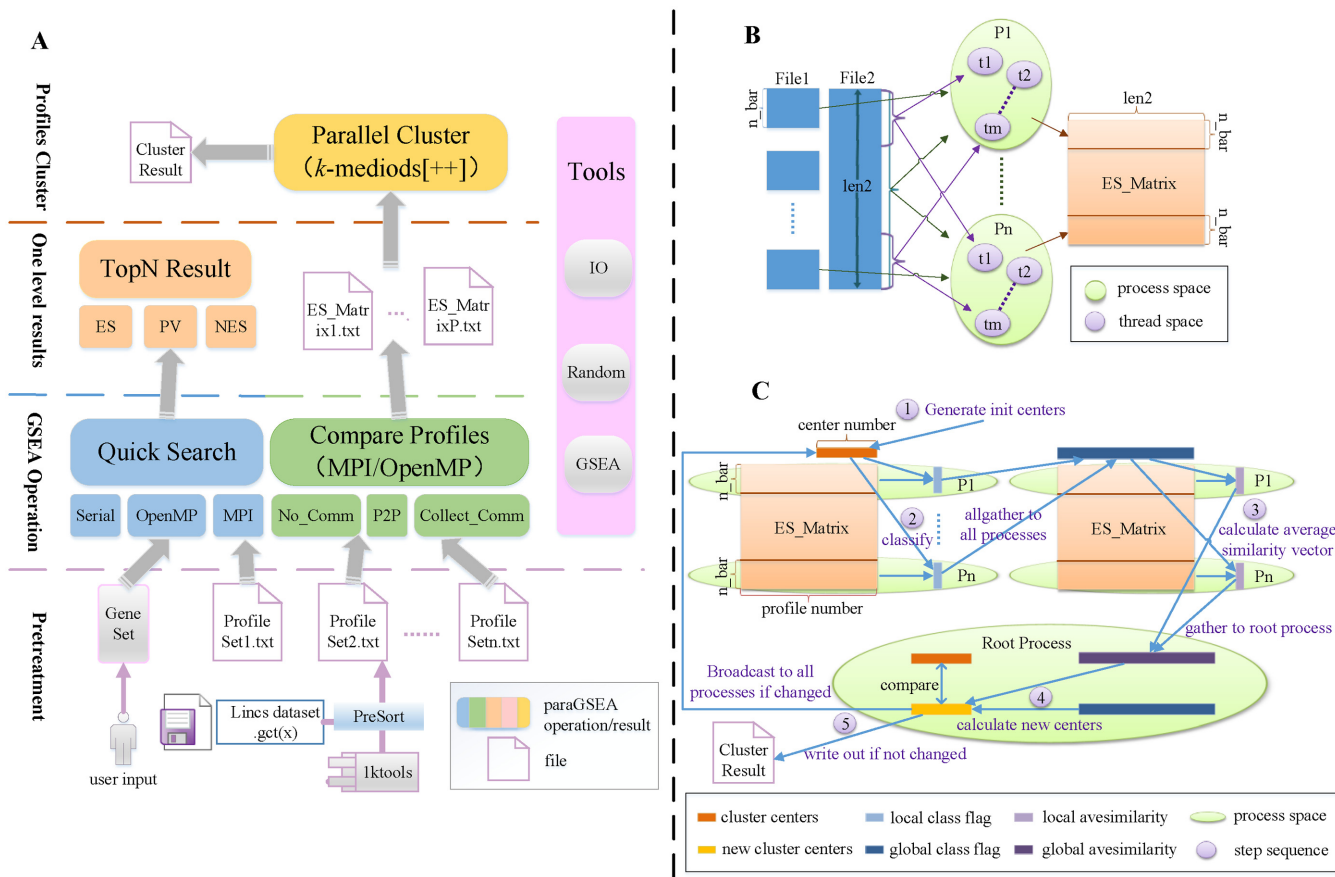 A
Profiles Cluster
One level results
GSEA Operation
Pretreatment
Cluster
Result
Parallel Cluster
(k-mediods[++])
Tools
IO
Random
GSEA
TopN Result
ES
PV
NES
ES_Matr
ix1.txt
....
ES_Matr
ixP.txt
Quick Search
Serial
OpenMP
MPI
Compare Profiles
(MPI/OpenMP)
No_Comm
P2P
Collect_Comm
Gene
Set
Profile
Set1.txt
Profile
Set2.txt
.......
Profile
Setn.txt
user input
Lincs dataset
.gct(x)
PreSort
1ktools
paraGSEA
operation/result
file
B
File1
File2
n_bar
len2
P1
t1
t2
tm
Pn
t1
t2
tm
len2
n_bar
ES_Matrix
n_bar
process space
thread space
C
1
Generate init centers
center number
n_bar
P1
ES_Matrix
2
classify
allgather to
all processes
n_bar
Pn
profile number
P1
ES_Matrix
3
calculate average
similarity vector
Pn
gather to root process
Root Process
Broadcast to all
processes if changed
compare
4
calculate new centers
5
write out if not changed
Cluster
Result
cluster centers
local class flag
local avesimilarity
process space
new cluster centers
global class flag
global avesimilarity
step sequence